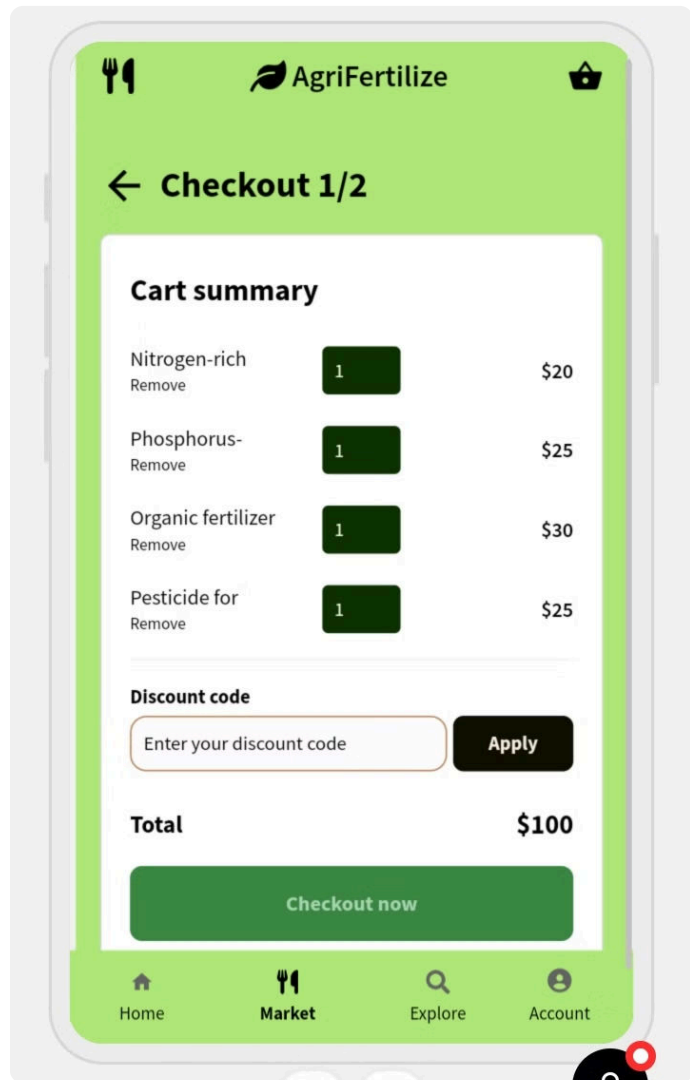 AgriFertilize
Checkout 1/2
Cart summary
Nitrogen-rich 1 $20
Remove
Phosphorus- 1 $25
Remove
Organic fertilizer 1 $30
Remove
Pesticide for 1 $25
Remove
Discount code
Enter your discount code Apply
Total $100
Checkout now
Home Market Explore Account